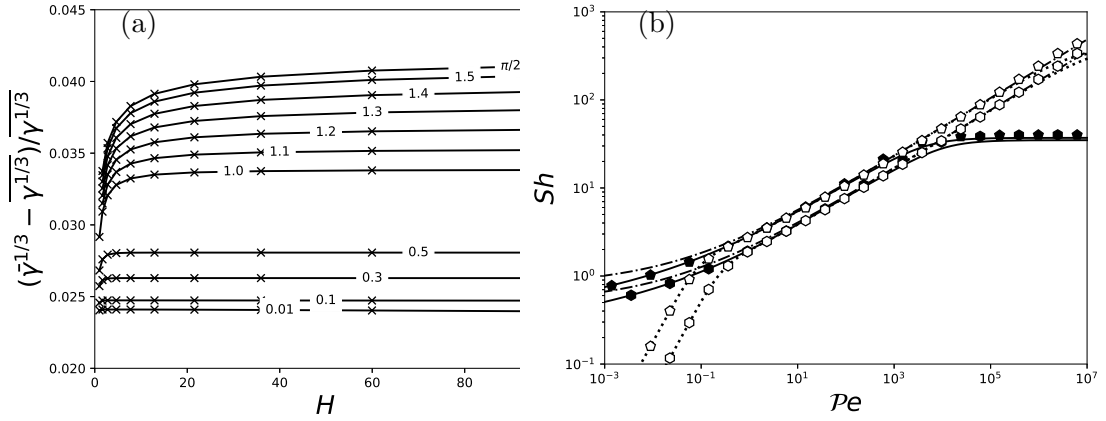 (a)
0.045
0.040
0.035
0.030
0.025
0.020
(γ̄^{1/3} − \overline{γ^{1/3}})/\overline{γ^{1/3}}
π/2
1.5
1.4
1.3
1.2
1.1
1.0
0.5
0.3
0.1
0.01
0 20 40 60 80
H
(b)
10^3
10^2
10^1
10^0
10^{-1}
Sh
10^{-3} 10^{-1} 10^1 10^3 10^5 10^7
𝒫e